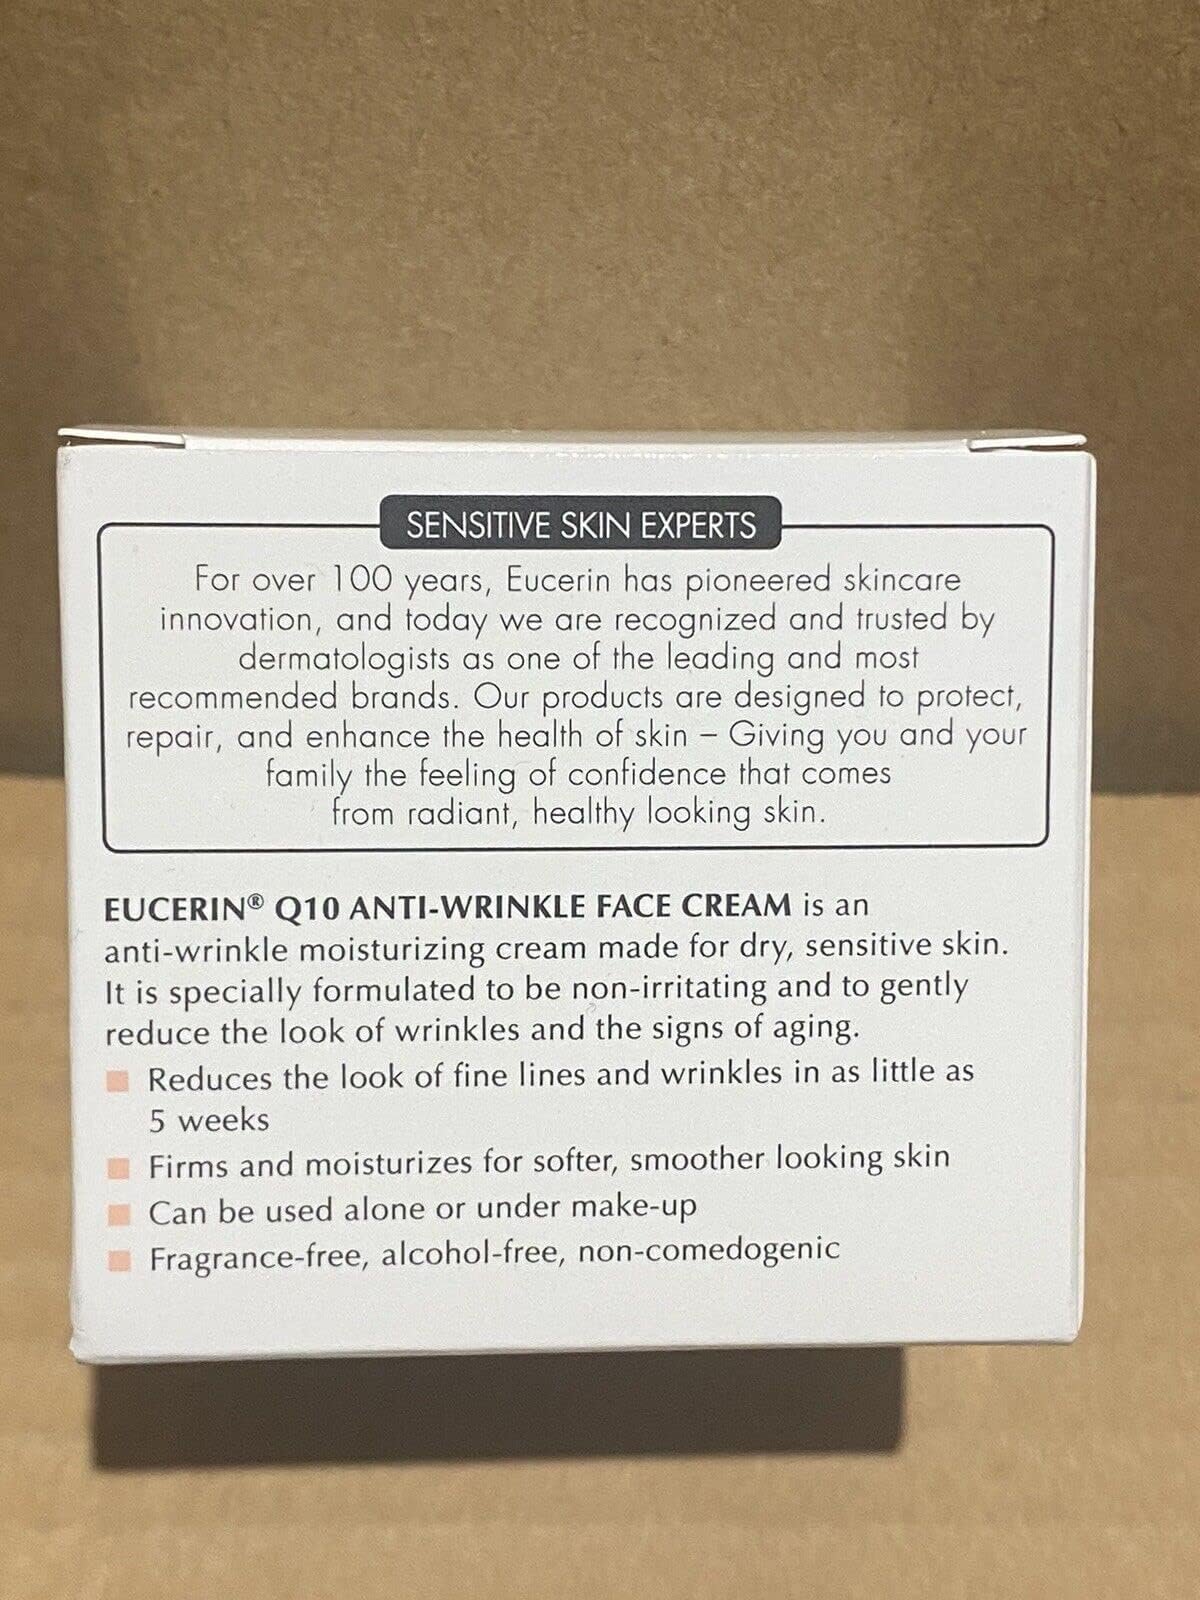 SENSITIVE SKIN EXPERTS
For over 100 years, Eucerin has pioneered skincare
innovation, and today we are recognized and trusted by
dermatologists as one of the leading and most
recommended brands. Our products are designed to protect,
repair, and enhance the health of skin – Giving you and your
family the feeling of confidence that comes
from radiant, healthy looking skin.
EUCERIN® Q10 ANTI-WRINKLE FACE CREAM is an
anti-wrinkle moisturizing cream made for dry, sensitive skin.
It is specially formulated to be non-irritating and to gently
reduce the look of wrinkles and the signs of aging.
Reduces the look of fine lines and wrinkles in as little as
5 weeks
Firms and moisturizes for softer, smoother looking skin
Can be used alone or under make-up
Fragrance-free, alcohol-free, non-comedogenic